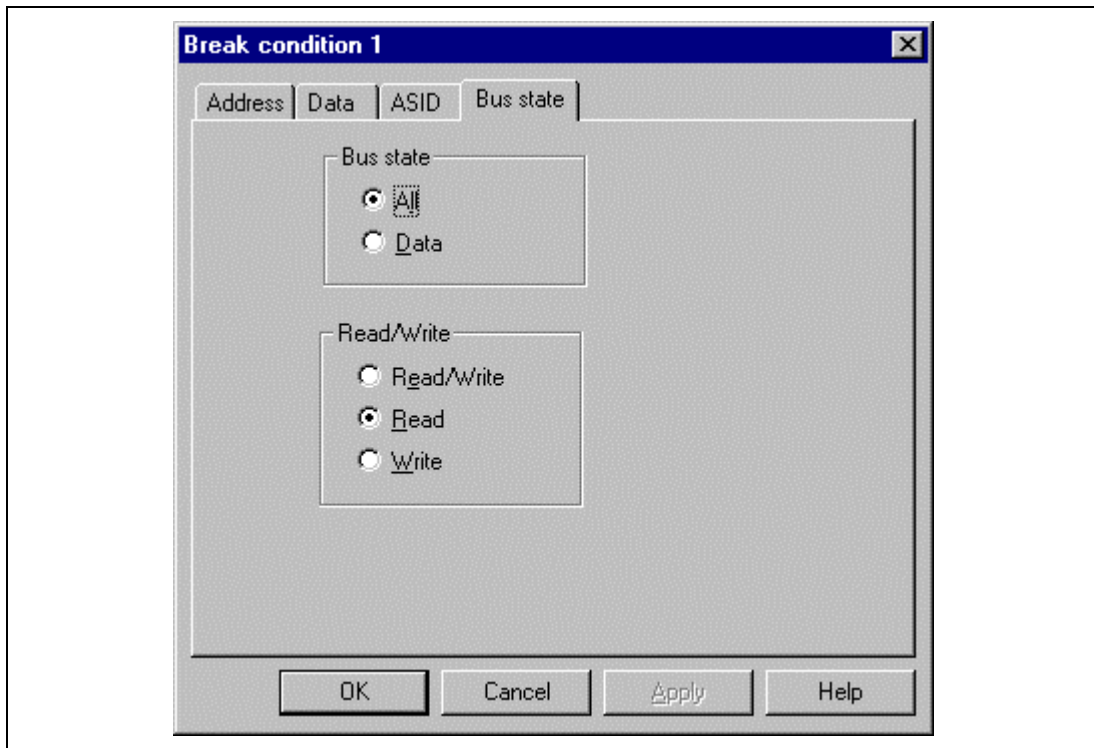 Break condition 1
Address Data ASID Bus state
Bus state
All
Data
Read/Write
Read/Write
Read
Write
OK Cancel Apply Help